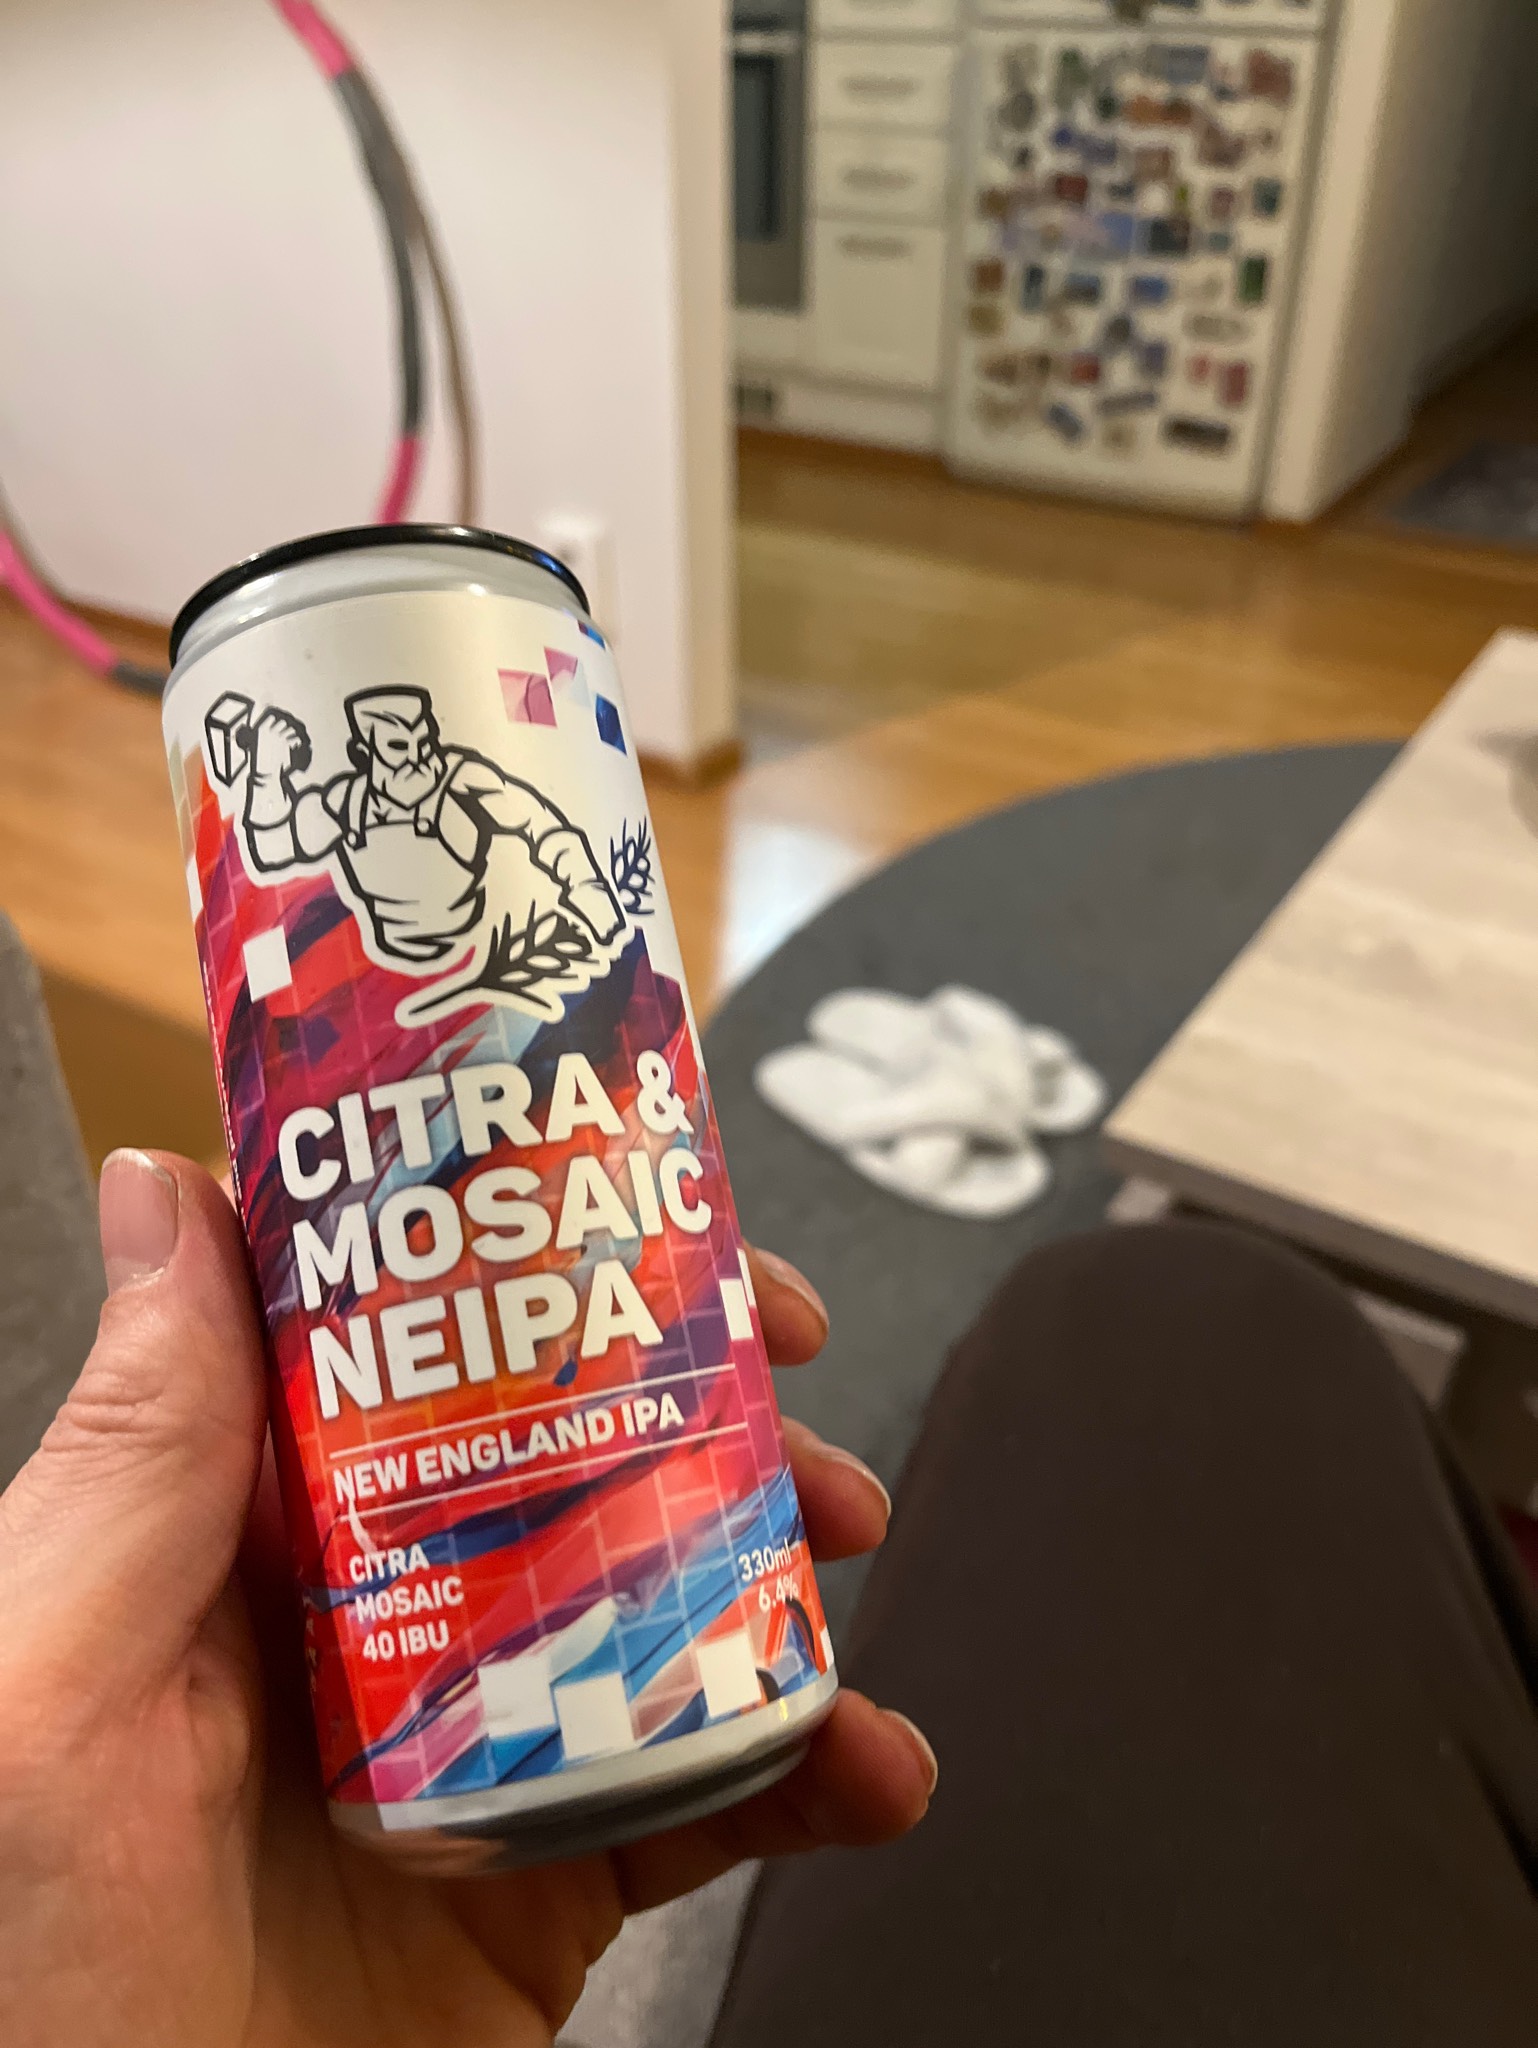 CITRA &
MOSAIC
NEIPA
NEW ENGLAND IPA
CITRA
MOSAIC
40 IBU
330ml
6.4%